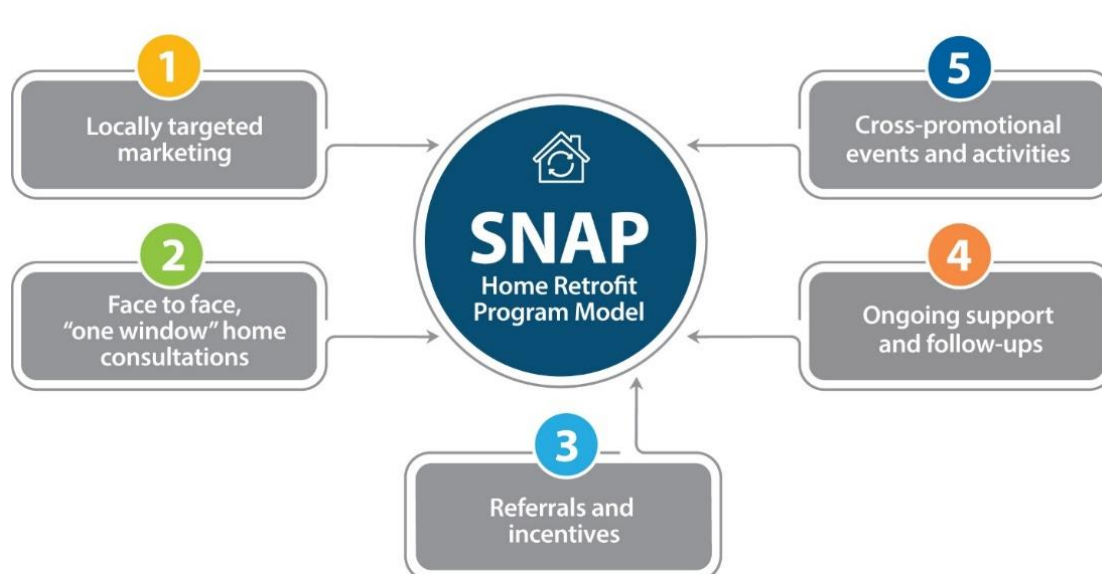 1
Locally targeted
marketing
2
Face to face,
“one window” home
consultations
SNAP
Home Retrofit
Program Model
3
Referrals and
incentives
5
Cross-promotional
events and activities
4
Ongoing support
and follow-ups